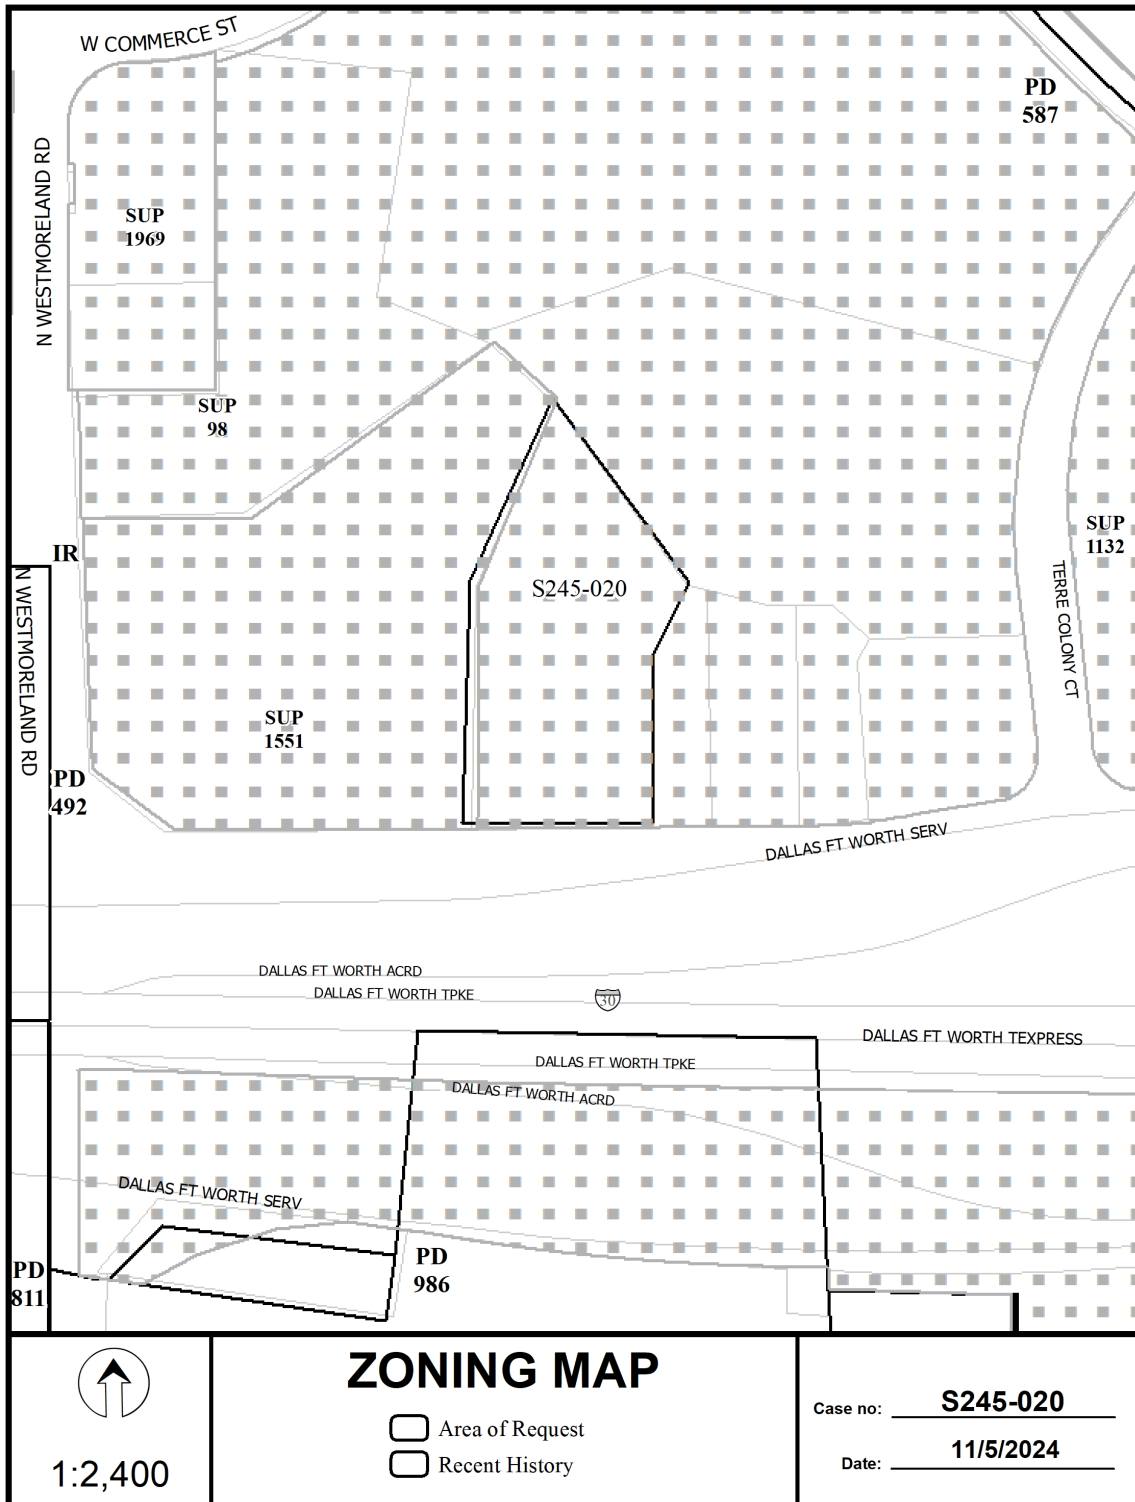 W COMMERCE ST
PD
587
N WESTMORELAND RD
SUP
1969
SUP
98
SUP
1132
IR
S245-020
TERRE COLONY CT
N WESTMORELAND RD
SUP
1551
PD
492
DALLAS FT WORTH SERV
DALLAS FT WORTH ACRD
DALLAS FT WORTH TPKE
30
DALLAS FT WORTH TEXPRESS
DALLAS FT WORTH TPKE
DALLAS FT WORTH ACRD
DALLAS FT WORTH SERV
PD
986
PD
811
1:2,400
ZONING MAP
Area of Request
Recent History
Case no: S245-020
Date: 11/5/2024